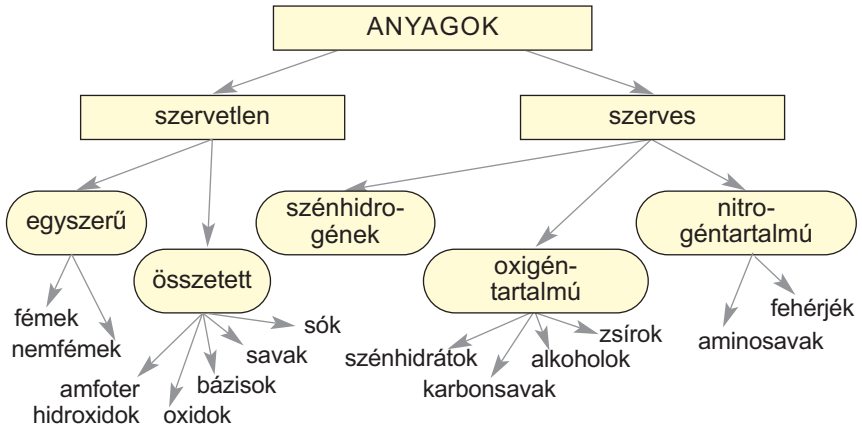 ANYAGOK
szervetlen
szerves
egyszerű
szénhidro-
gének
nitro-
géntartalmú
összetett
oxigén-
tartalmú
fémek
nemfémek
sók
savak
bázisok
amfoter
hidroxidok
oxidok
szénhidrátok
karbonsavak
alkoholok
zsírok
fehérjék
aminosavak